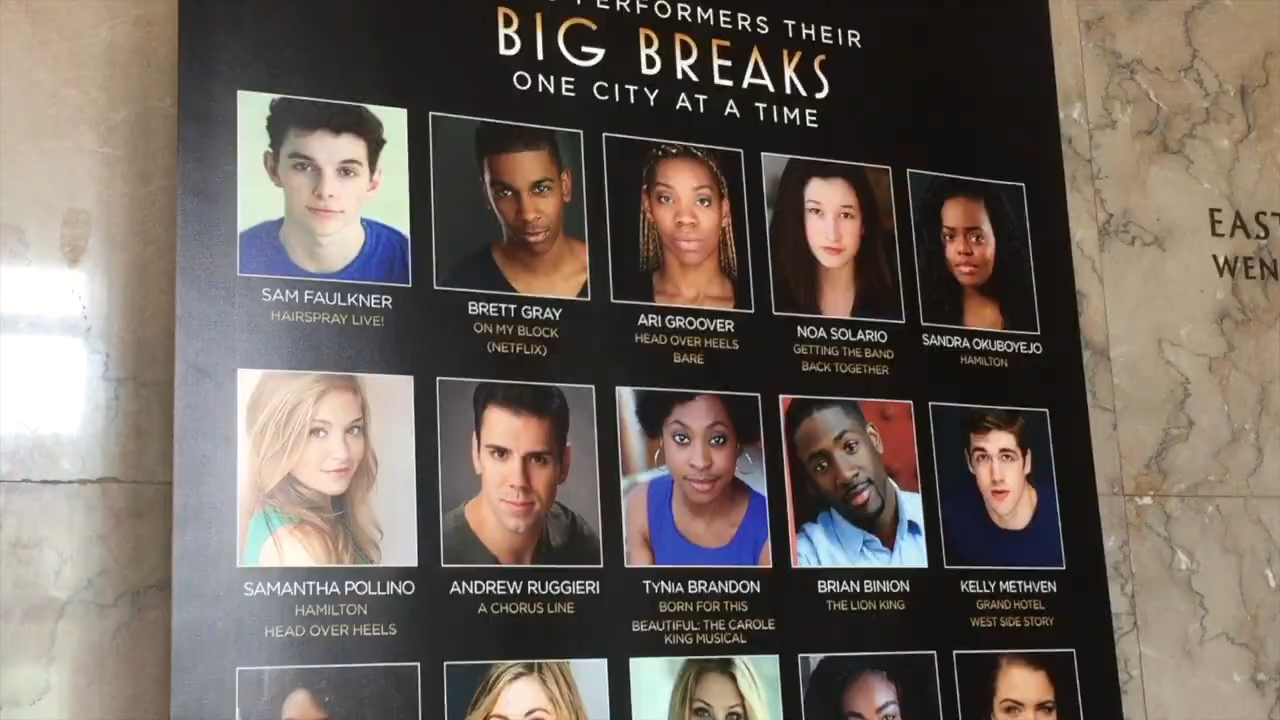 PERFORMERS THEIR
BIG BREAKS
ONE CITY AT A TIME
SAM FAULKNER
HAIRSPRAY LIVE!
BRETT GRAY
ON MY BLOCK
(NETFLIX)
ARI GROOVER
HEAD OVER HEELS
BARE
NOA SOLARIO
GETTING THE BAND
BACK TOGETHER
SANDRA OKUBOYEJO
HAMILTON
SAMANTHA POLLINO
HAMILTON
HEAD OVER HEELS
ANDREW RUGGIERI
A CHORUS LINE
TYNIA BRANDON
BORN FOR THIS
BEAUTIFUL: THE CAROLE
KING MUSICAL
BRIAN BINION
THE LION KING
KELLY METHVEN
GRAND HOTEL
WEST SIDE STORY
EAST
WEN